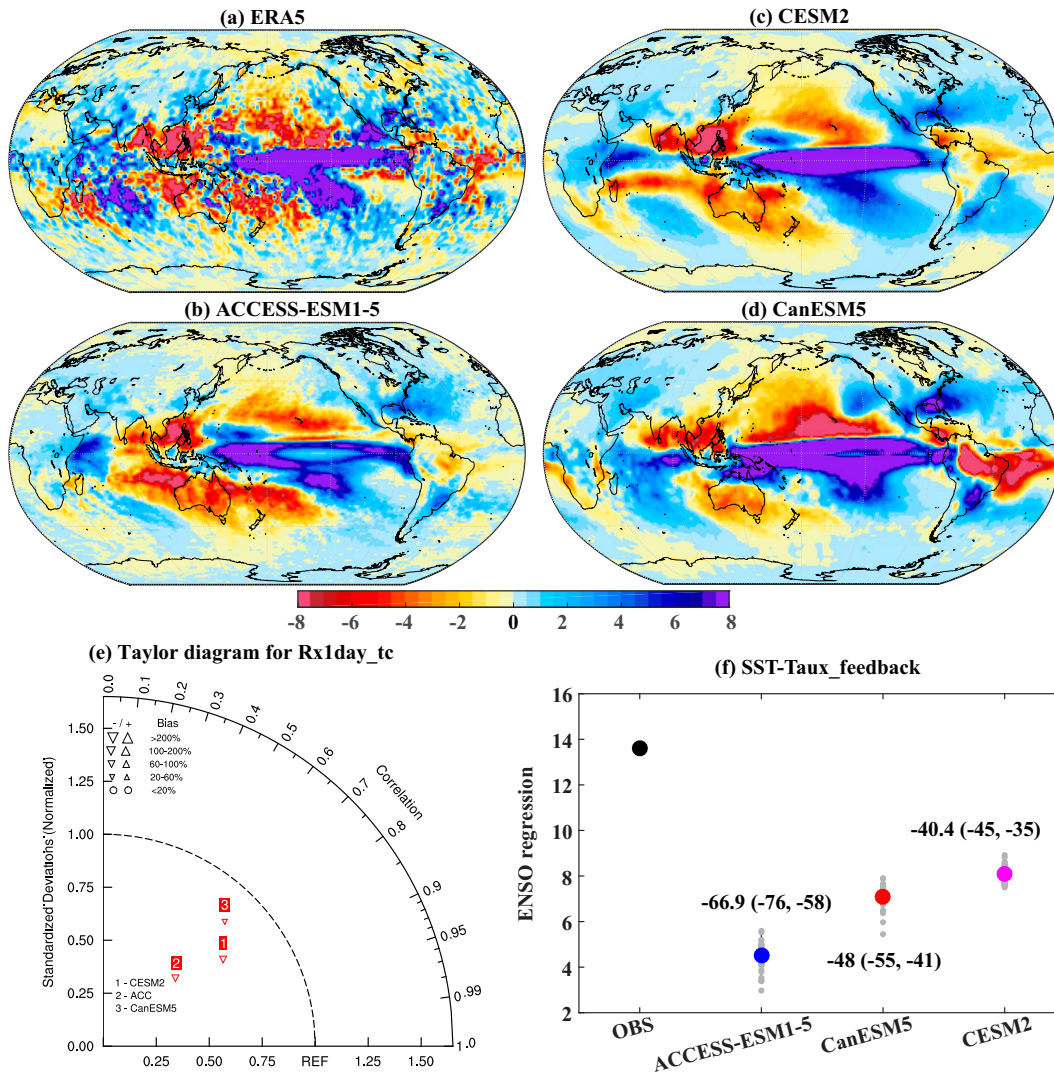 (a) ERA5
(c) CESM2
(b) ACCESS-ESM1-5
(d) CanESM5
-8 -6 -4 -2 0 2 4 6 8
(e) Taylor diagram for Rx1day_tc
Standardized Deviations (Normalized)
1.50
1.25
1.00
0.75
0.50
0.25
0.00
- / + Bias
>200%
100-200%
60-100%
20-60%
<20%
0.0 0.1 0.2 0.3 0.4 0.5 0.6 0.7 0.8 0.9 0.95 0.99 1.0
Correlation
3
1
2
1 - CESM2
2 - ACC
3 - CanESM5
0.25 0.50 0.75 REF 1.25 1.50
(f) SST-Taux_feedback
ENSO regression
16
14
12
10
8
6
4
2
-40.4 (-45, -35)
-66.9 (-76, -58)
-48 (-55, -41)
OBS ACCESS-ESM1-5 CanESM5 CESM2